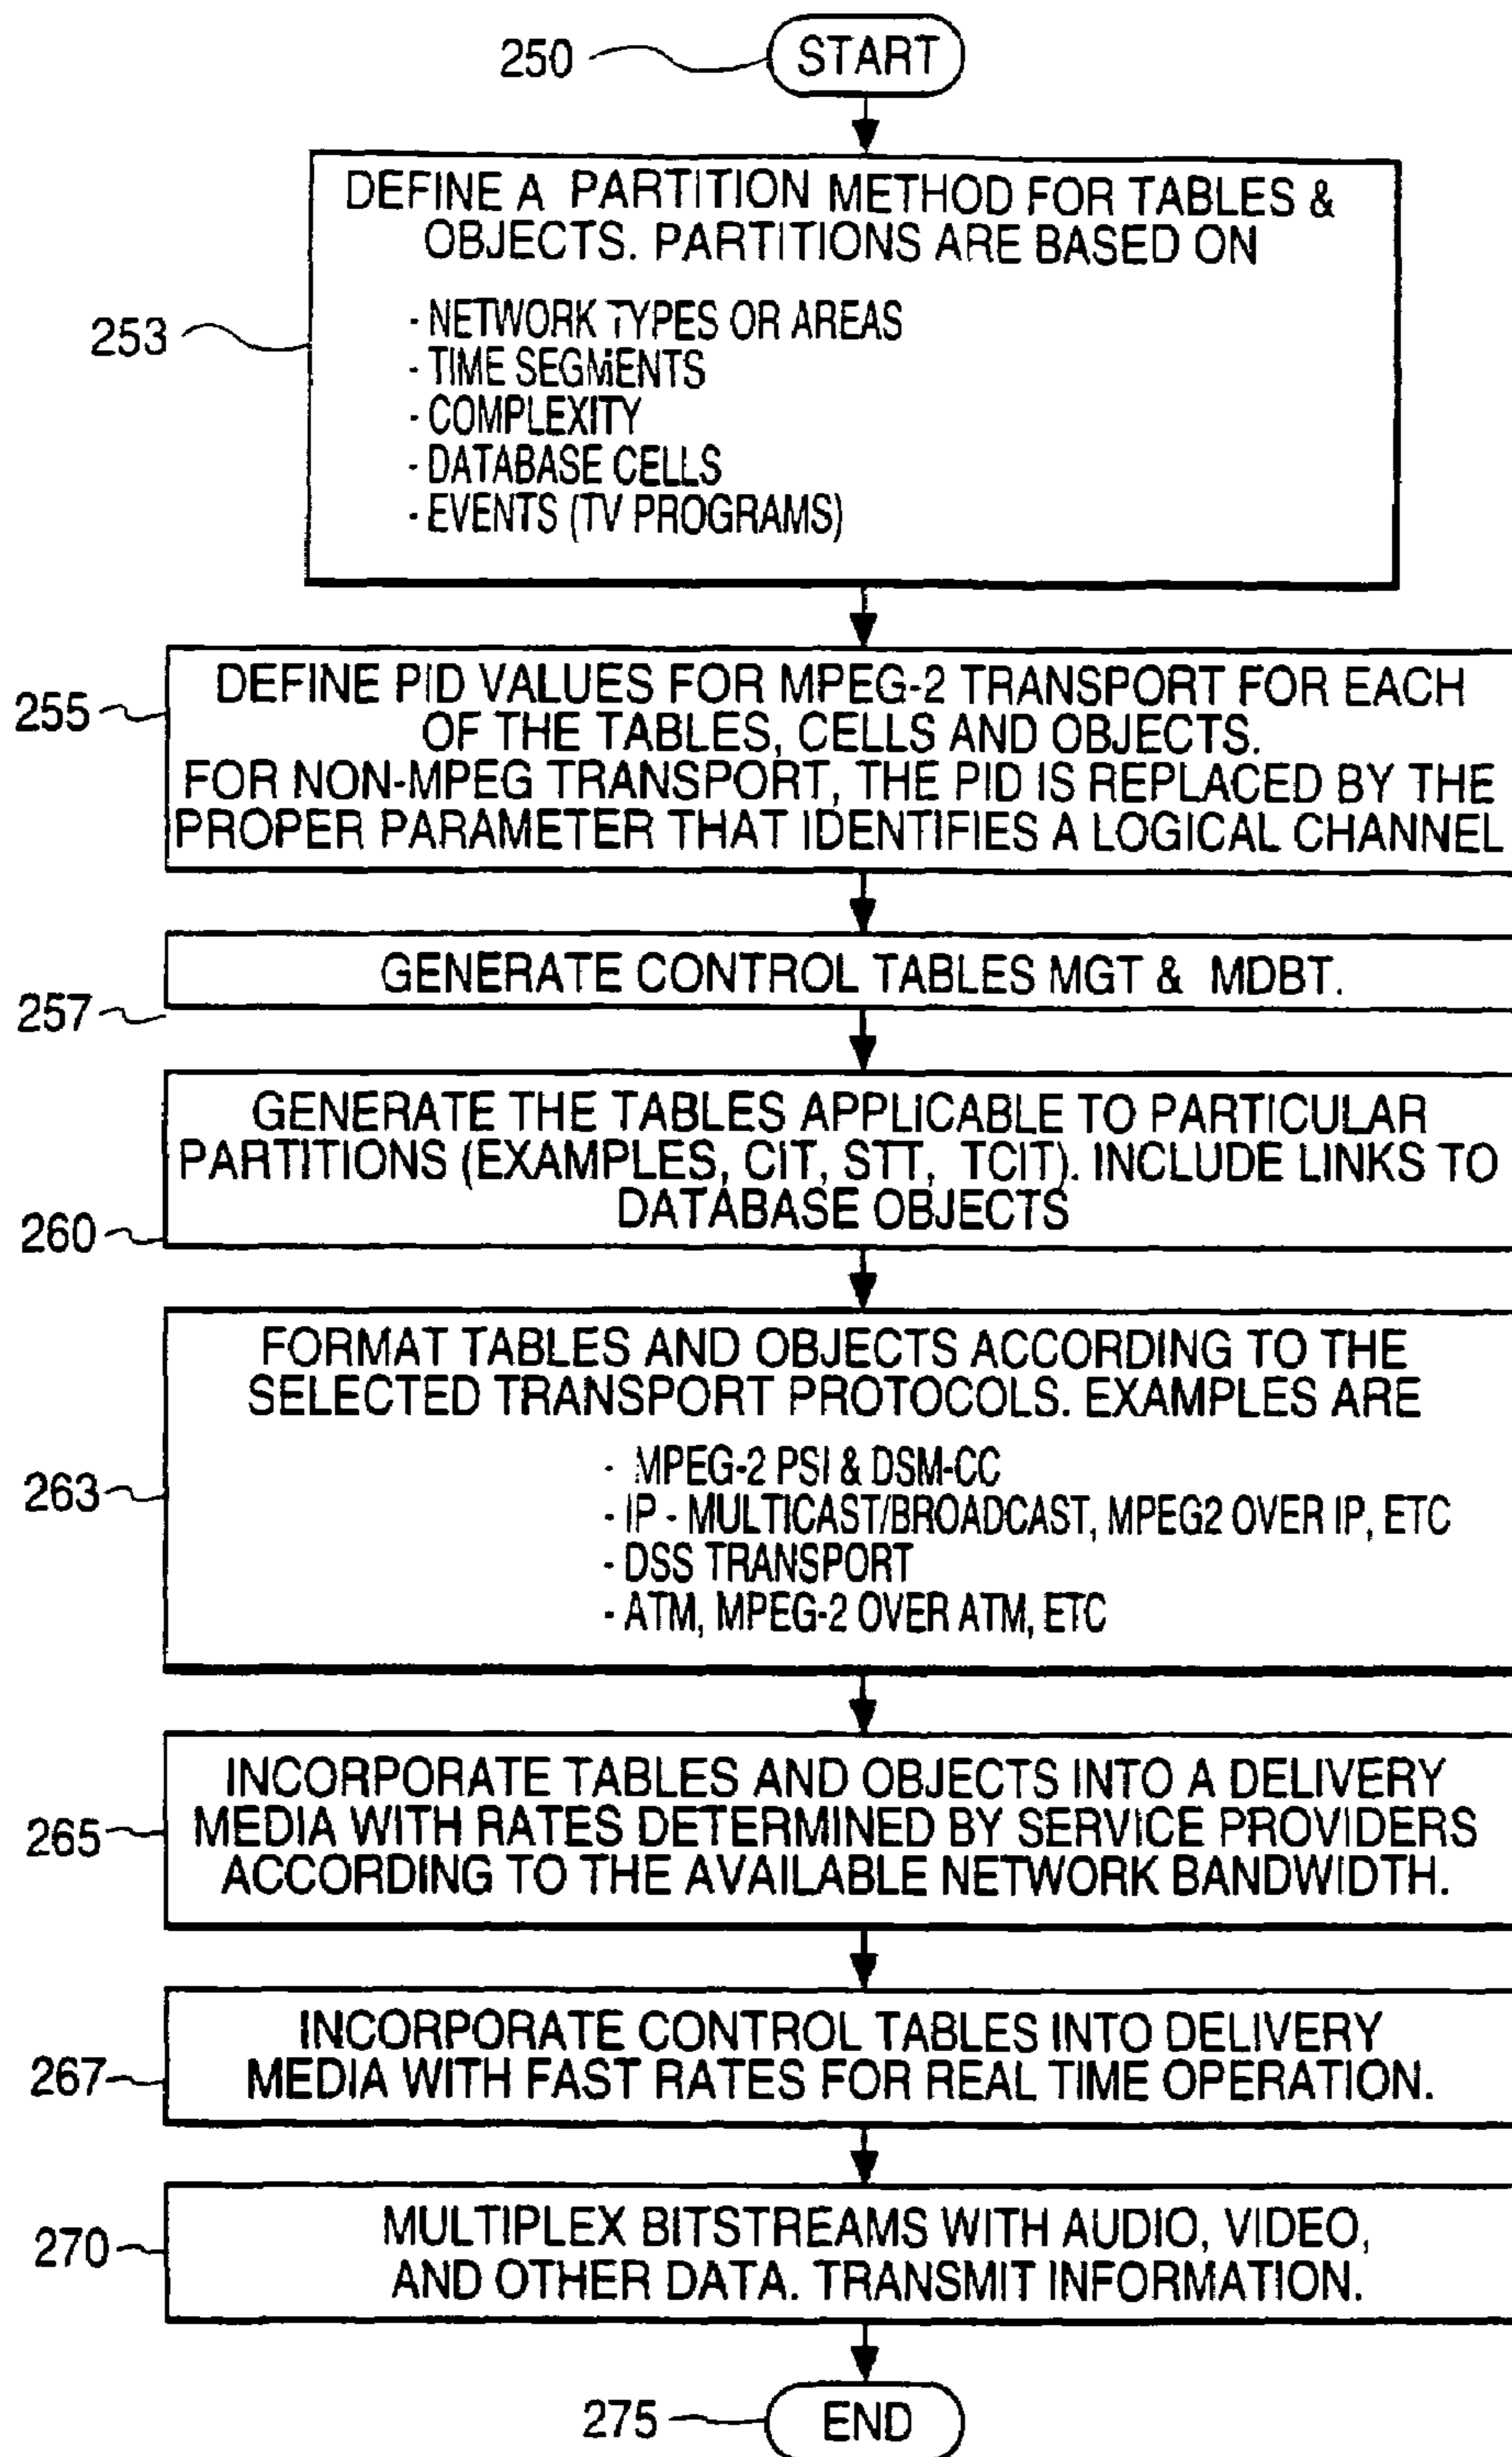 250
START
DEFINE A PARTITION METHOD FOR TABLES &
OBJECTS. PARTITIONS ARE BASED ON
- NETWORK TYPES OR AREAS
- TIME SEGMENTS
- COMPLEXITY
- DATABASE CELLS
- EVENTS (TV PROGRAMS)
253
DEFINE PID VALUES FOR MPEG-2 TRANSPORT FOR EACH
OF THE TABLES, CELLS AND OBJECTS.
FOR NON-MPEG TRANSPORT, THE PID IS REPLACED BY THE
PROPER PARAMETER THAT IDENTIFIES A LOGICAL CHANNEL
255
GENERATE CONTROL TABLES MGT & MDBT.
257
GENERATE THE TABLES APPLICABLE TO PARTICULAR
PARTITIONS (EXAMPLES, CIT, STT, TCIT). INCLUDE LINKS TO
DATABASE OBJECTS
260
FORMAT TABLES AND OBJECTS ACCORDING TO THE
SELECTED TRANSPORT PROTOCOLS. EXAMPLES ARE
- MPEG-2 PSI & DSM-CC
- IP - MULTICAST/BROADCAST, MPEG2 OVER IP, ETC
- DSS TRANSPORT
- ATM, MPEG-2 OVER ATM, ETC
263
INCORPORATE TABLES AND OBJECTS INTO A DELIVERY
MEDIA WITH RATES DETERMINED BY SERVICE PROVIDERS
ACCORDING TO THE AVAILABLE NETWORK BANDWIDTH.
265
INCORPORATE CONTROL TABLES INTO DELIVERY
MEDIA WITH FAST RATES FOR REAL TIME OPERATION.
267
MULTIPLEX BITSTREAMS WITH AUDIO, VIDEO,
AND OTHER DATA. TRANSMIT INFORMATION.
270
275
END